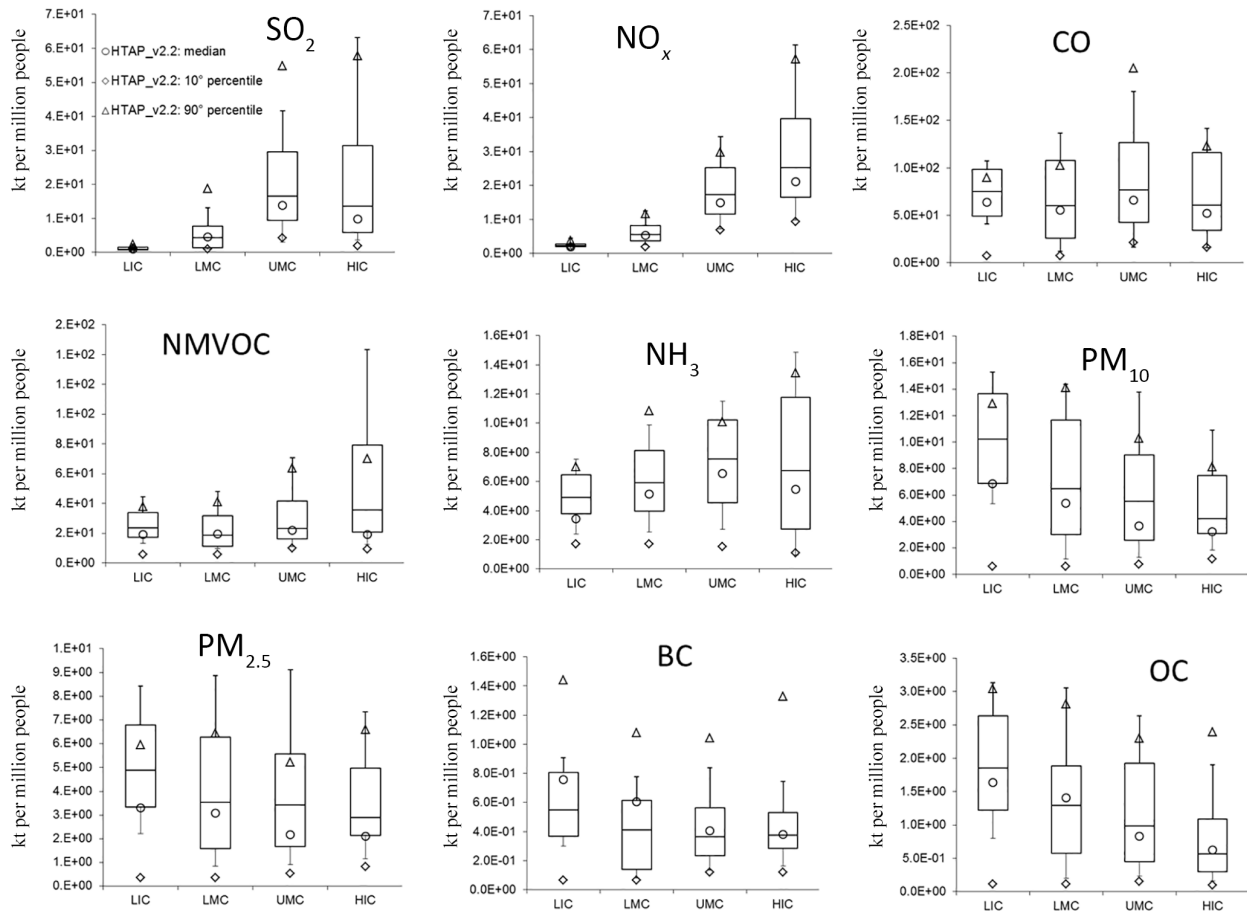 SO2
kt per million people
7.E+01
6.E+01
5.E+01
4.E+01
3.E+01
2.E+01
1.E+01
0.E+00
HTAP_v2.2: median
HTAP_v2.2: 10° percentile
HTAP_v2.2: 90° percentile
LIC LMC UMC HIC
NOx
kt per million people
7.E+01
6.E+01
5.E+01
4.E+01
3.E+01
2.E+01
1.E+01
0.E+00
LIC LMC UMC HIC
CO
kt per million people
2.5E+02
2.0E+02
1.5E+02
1.0E+02
5.0E+01
0.0E+00
LIC LMC UMC HIC
NMVOC
kt per million people
2.E+02
1.E+02
1.E+02
1.E+02
8.E+01
6.E+01
4.E+01
2.E+01
0.E+00
LIC LMC UMC HIC
NH3
kt per million people
1.6E+01
1.4E+01
1.2E+01
1.0E+01
8.0E+00
6.0E+00
4.0E+00
2.0E+00
0.0E+00
LIC LMC UMC HIC
PM10
kt per million people
1.8E+01
1.6E+01
1.4E+01
1.2E+01
1.0E+01
8.0E+00
6.0E+00
4.0E+00
2.0E+00
0.0E+00
LIC LMC UMC HIC
PM2.5
kt per million people
1.E+01
9.E+00
8.E+00
7.E+00
6.E+00
5.E+00
4.E+00
3.E+00
2.E+00
1.E+00
0.E+00
LIC LMC UMC HIC
BC
kt per million people
1.6E+00
1.4E+00
1.2E+00
1.0E+00
8.0E-01
6.0E-01
4.0E-01
2.0E-01
0.0E+00
LIC LMC UMC HIC
OC
kt per million people
3.5E+00
3.0E+00
2.5E+00
2.0E+00
1.5E+00
1.0E+00
5.0E-01
0.0E+00
LIC LMC UMC HIC